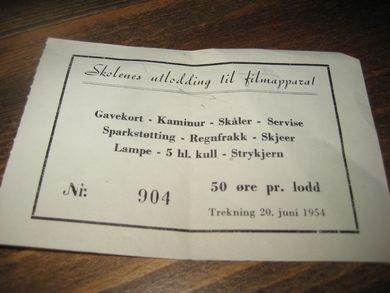 Skolenes utlodding til filmapparat
Gavekort - Kaminur - Skåler - Servise
Sparkstøtting - Regnfrakk - Skjeer
Lampe - 5 hl. kull - Strykjern
Nr: 904 50 øre pr. lodd
Trekning 20. juni 1954